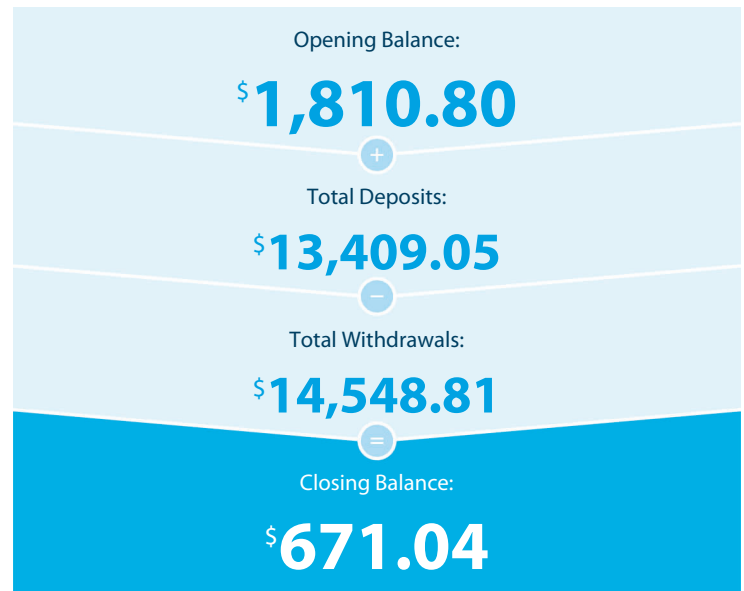 Opening Balance:
$1,810.80
+
Total Deposits:
$13,409.05
−
Total Withdrawals:
$14,548.81
=
Closing Balance:
$671.04